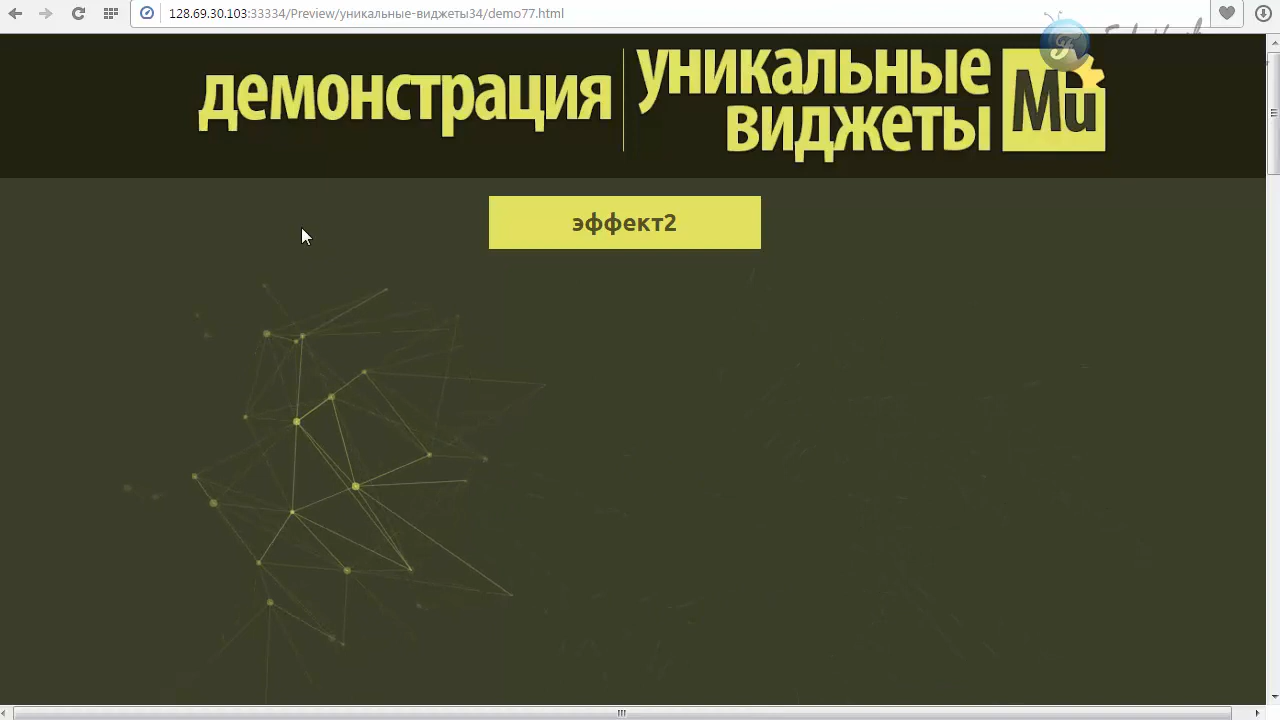 128.69.30.103:33334/Preview/уникальные-виджеты34/demo77.html
демонстрация
уникальные
виджеты
Mu
эффект2